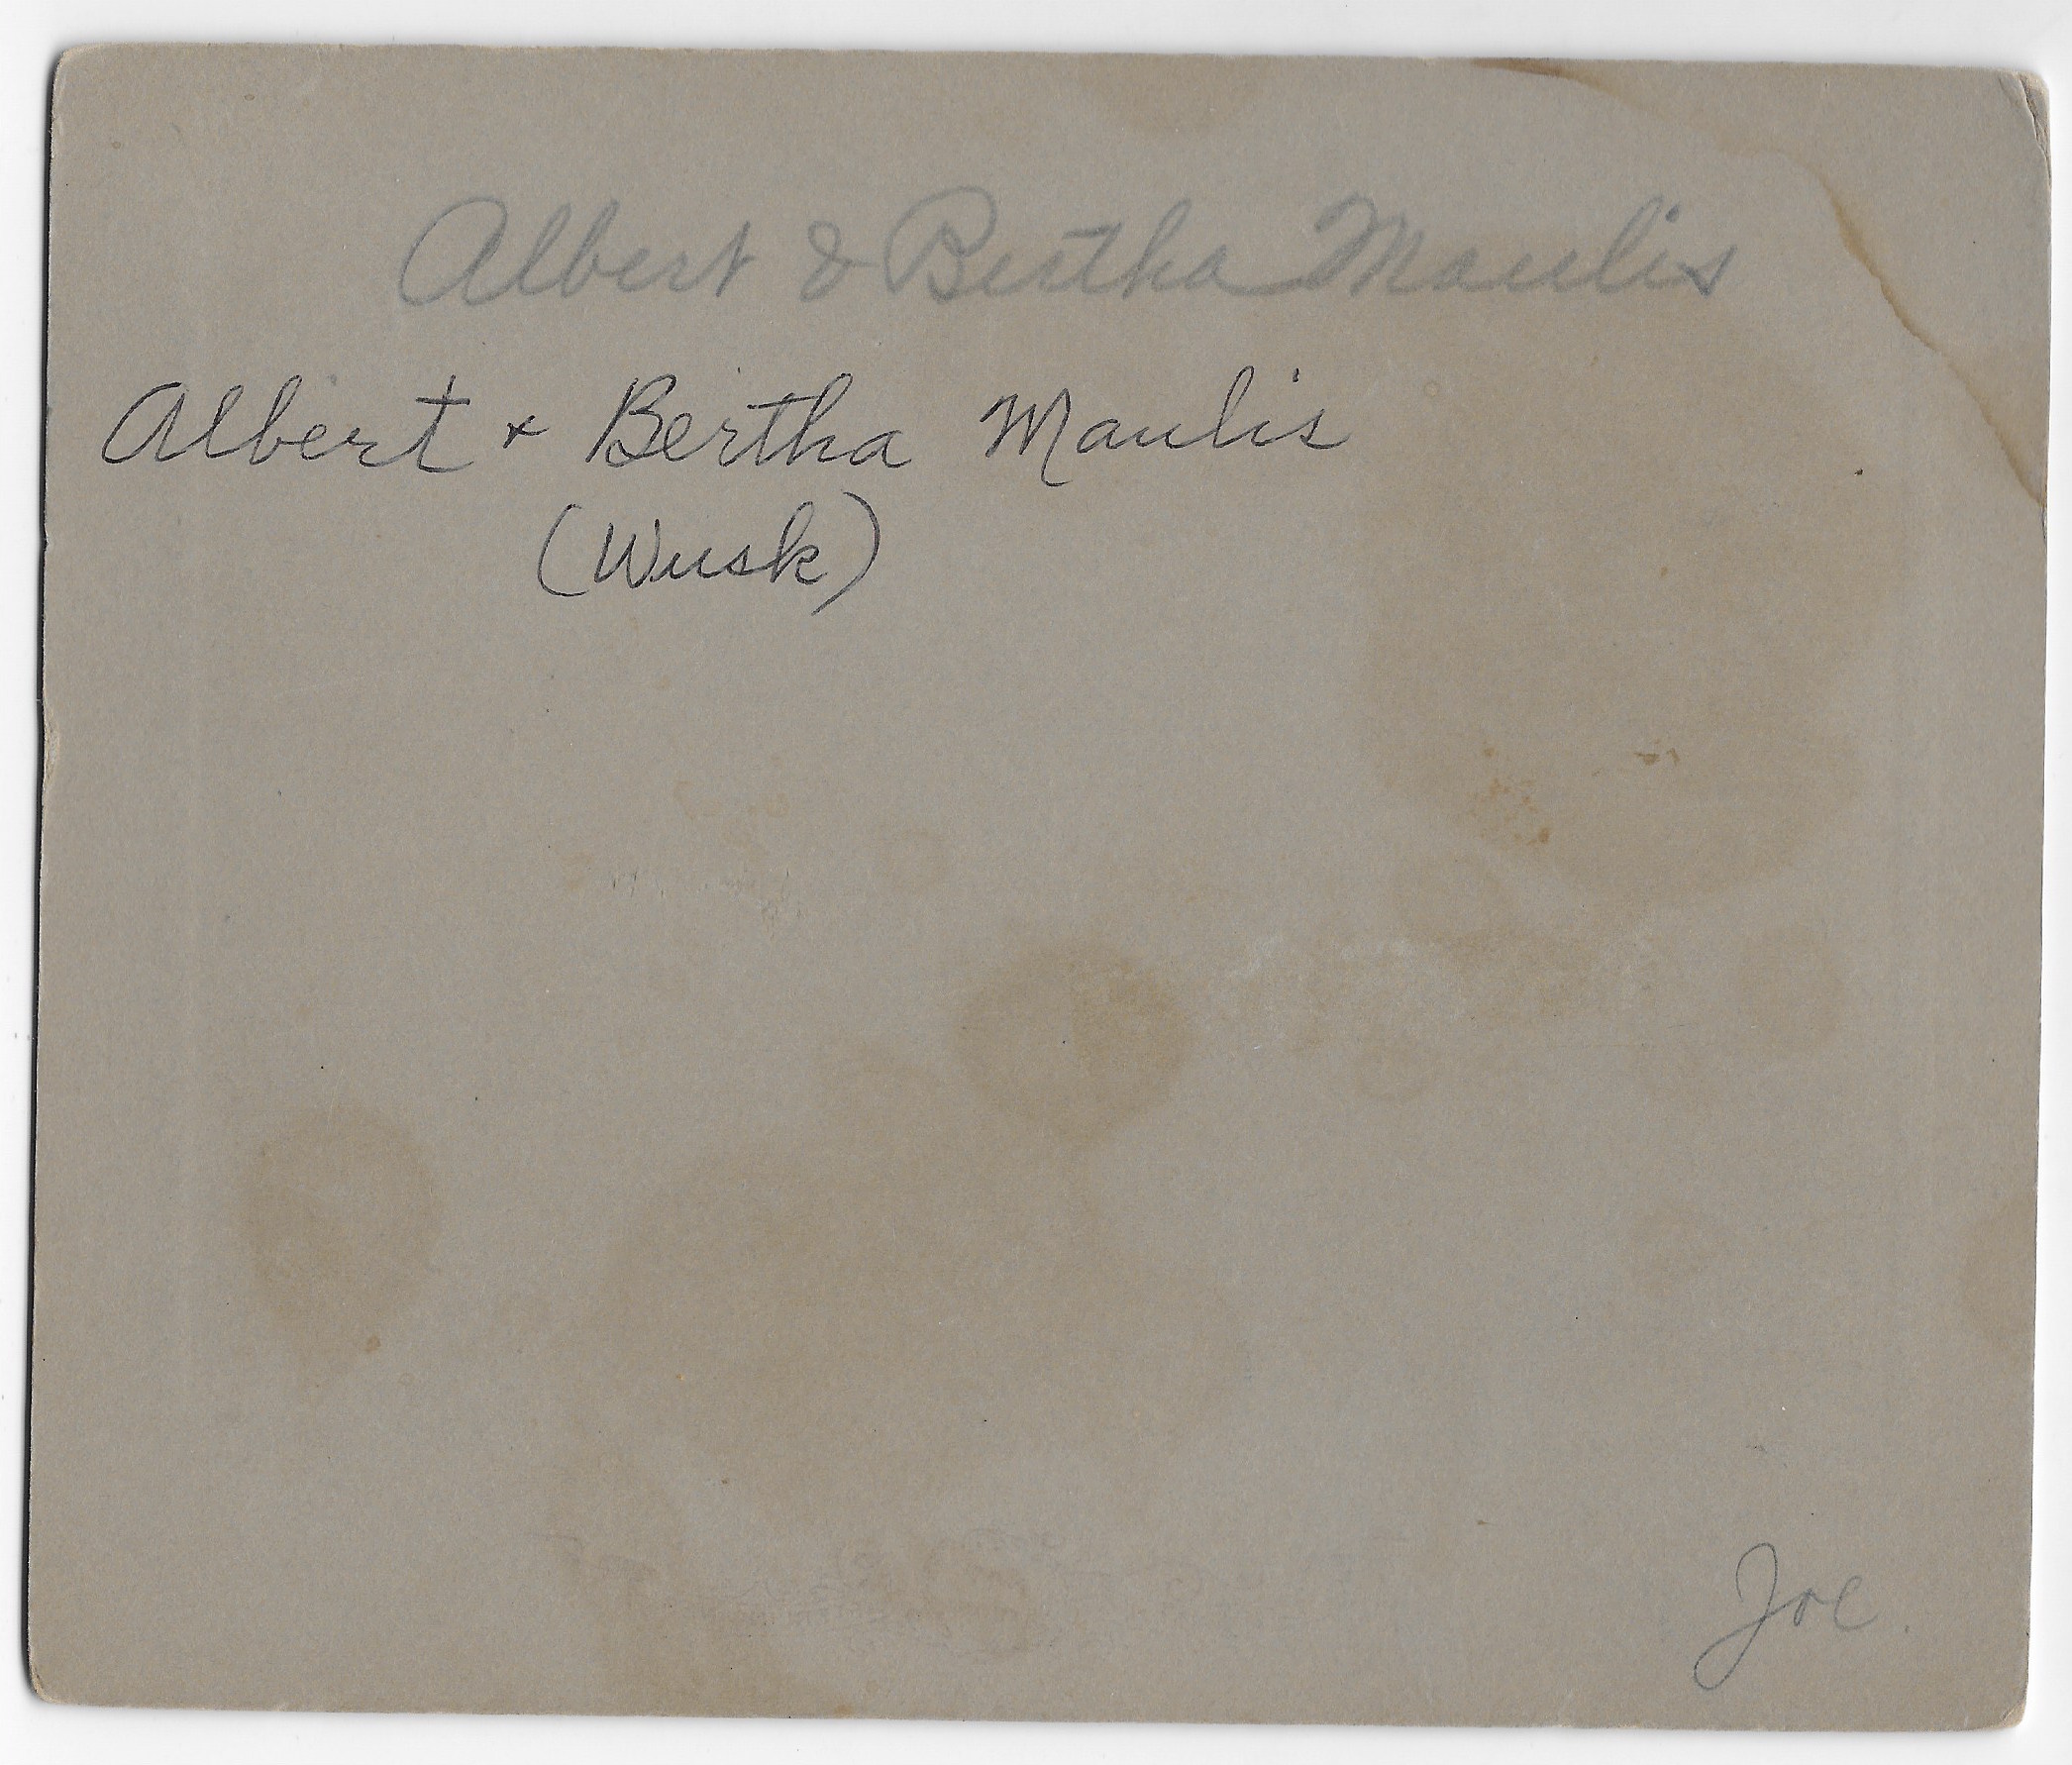 Albert & Bertha Maulis
Albert + Bertha Maulis
(Wusk)
Joe.